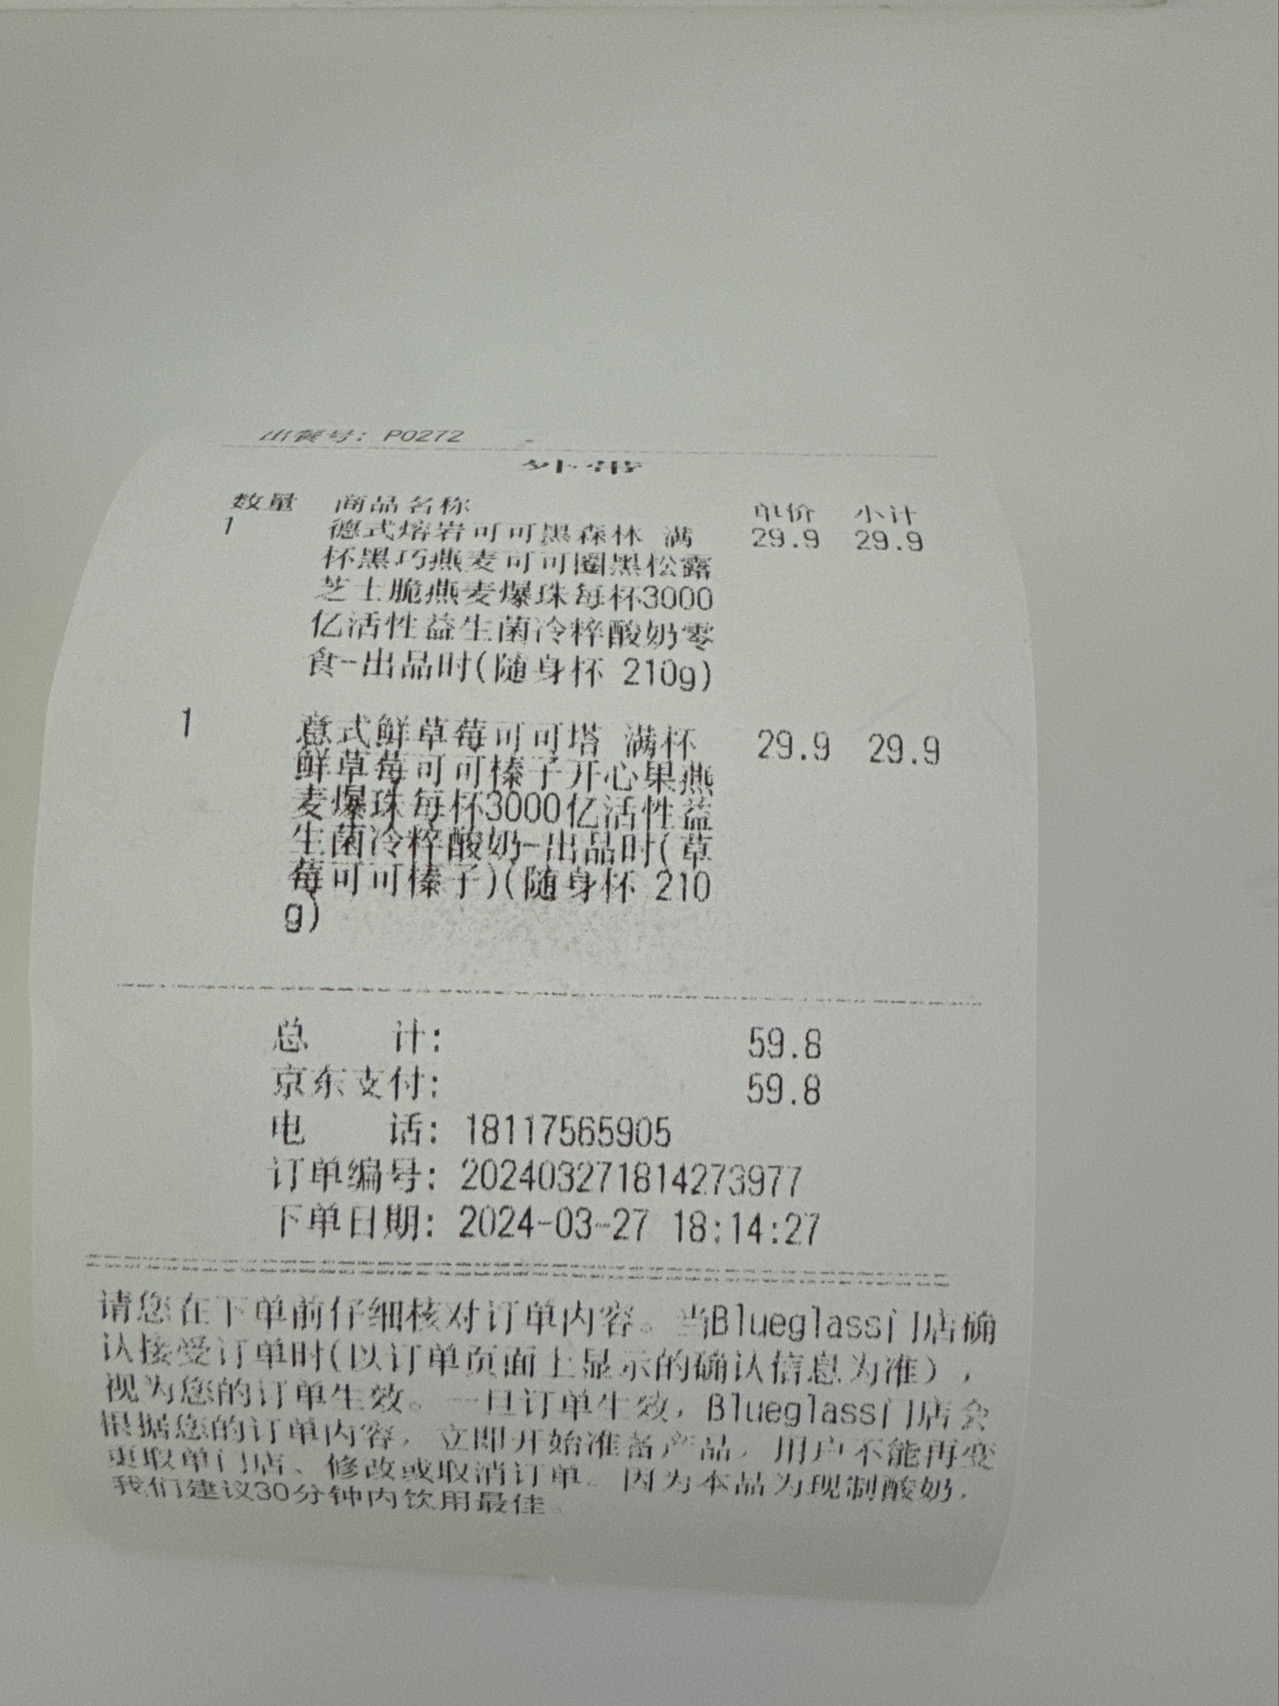 出餐号: P0272
外带
数量 商品名称 单价 小计
1 德式熔岩可可黑森林 满 29.9 29.9
杯黑巧燕麦可可圈黑松露
芝士脆燕麦爆珠每杯3000
亿活性益生菌冷粹酸奶零
食-出品时(随身杯 210g)
1 意式鲜草莓可可塔 满杯 29.9 29.9
鲜草莓可可榛子开心果燕
麦爆珠每杯3000亿活性益
生菌冷粹酸奶-出品时(草
莓可可榛子)(随身杯 210
g)
总 计: 59.8
京东支付: 59.8
电 话: 18117565905
订单编号: 202403271814273977
下单日期: 2024-03-27 18:14:27
请您在下单前仔细核对订单内容。当Blueglass门店确
认接受订单时(以订单页面上显示的确认信息为准),
视为您的订单生效。一旦订单生效,Blueglass门店会
根据您的订单内容,立即开始准备产品,用户不能再变
更取单门店、修改或取消订单。因为本品为现制酸奶,
我们建议30分钟内饮用最佳。